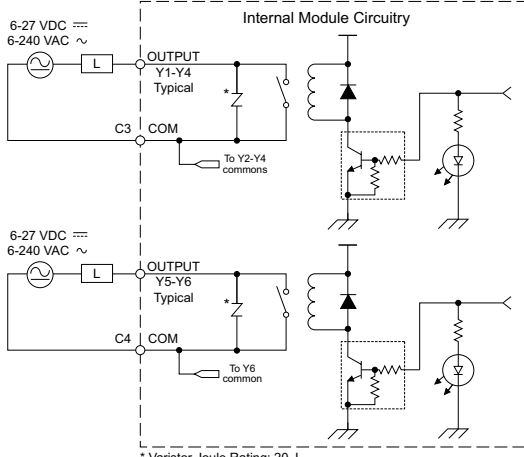 Internal Module Circuitry
6-27 VDC ⎓
6-240 VAC ∿
L
OUTPUT
Y1-Y4
Typical
*
C3
COM
To Y2-Y4
commons
6-27 VDC ⎓
6-240 VAC ∿
L
OUTPUT
Y5-Y6
Typical
*
C4
COM
To Y6
common
* Varistor Joule Rating: 20 J